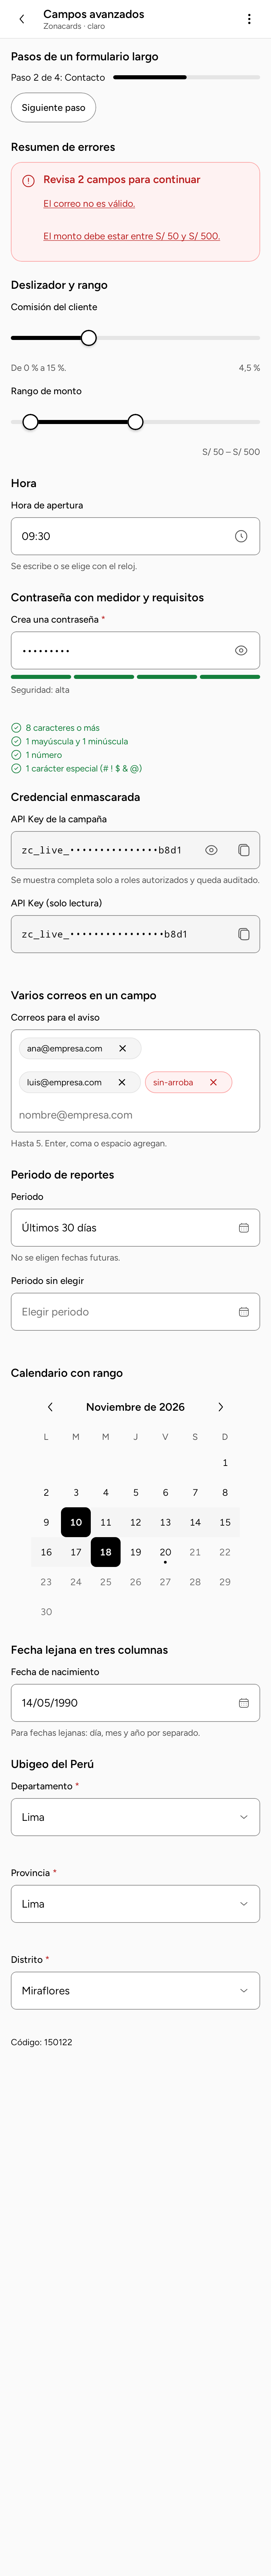 Campos avanzados
Zonacards · claro
Pasos de un formulario largo
Paso 2 de 4: Contacto
Siguiente paso
Resumen de errores
Revisa 2 campos para continuar
El correo no es válido.
El monto debe estar entre S/ 50 y S/ 500.
Deslizador y rango
Comisión del cliente
De 0 % a 15 %. 4,5 %
Rango de monto
S/ 50 – S/ 500
Hora
Hora de apertura
09:30
Se escribe o se elige con el reloj.
Contraseña con medidor y requisitos
Crea una contraseña *
•••••••••
Seguridad: alta
8 caracteres o más
1 mayúscula y 1 minúscula
1 número
1 carácter especial (# ! $ & @)
Credencial enmascarada
API Key de la campaña
zc_live_•••••••••••••••b8d1
Se muestra completa solo a roles autorizados y queda auditado.
API Key (solo lectura)
zc_live_••••••••••••••••b8d1
Varios correos en un campo
Correos para el aviso
ana@empresa.com
luis@empresa.com sin-arroba
nombre@empresa.com
Hasta 5. Enter, coma o espacio agregan.
Periodo de reportes
Periodo
Últimos 30 días
No se eligen fechas futuras.
Periodo sin elegir
Elegir periodo
Calendario con rango
Noviembre de 2026
L M M J V S D
1
2 3 4 5 6 7 8
9 10 11 12 13 14 15
16 17 18 19 20 21 22
23 24 25 26 27 28 29
30
Fecha lejana en tres columnas
Fecha de nacimiento
14/05/1990
Para fechas lejanas: día, mes y año por separado.
Ubigeo del Perú
Departamento *
Lima
Provincia *
Lima
Distrito *
Miraflores
Código: 150122